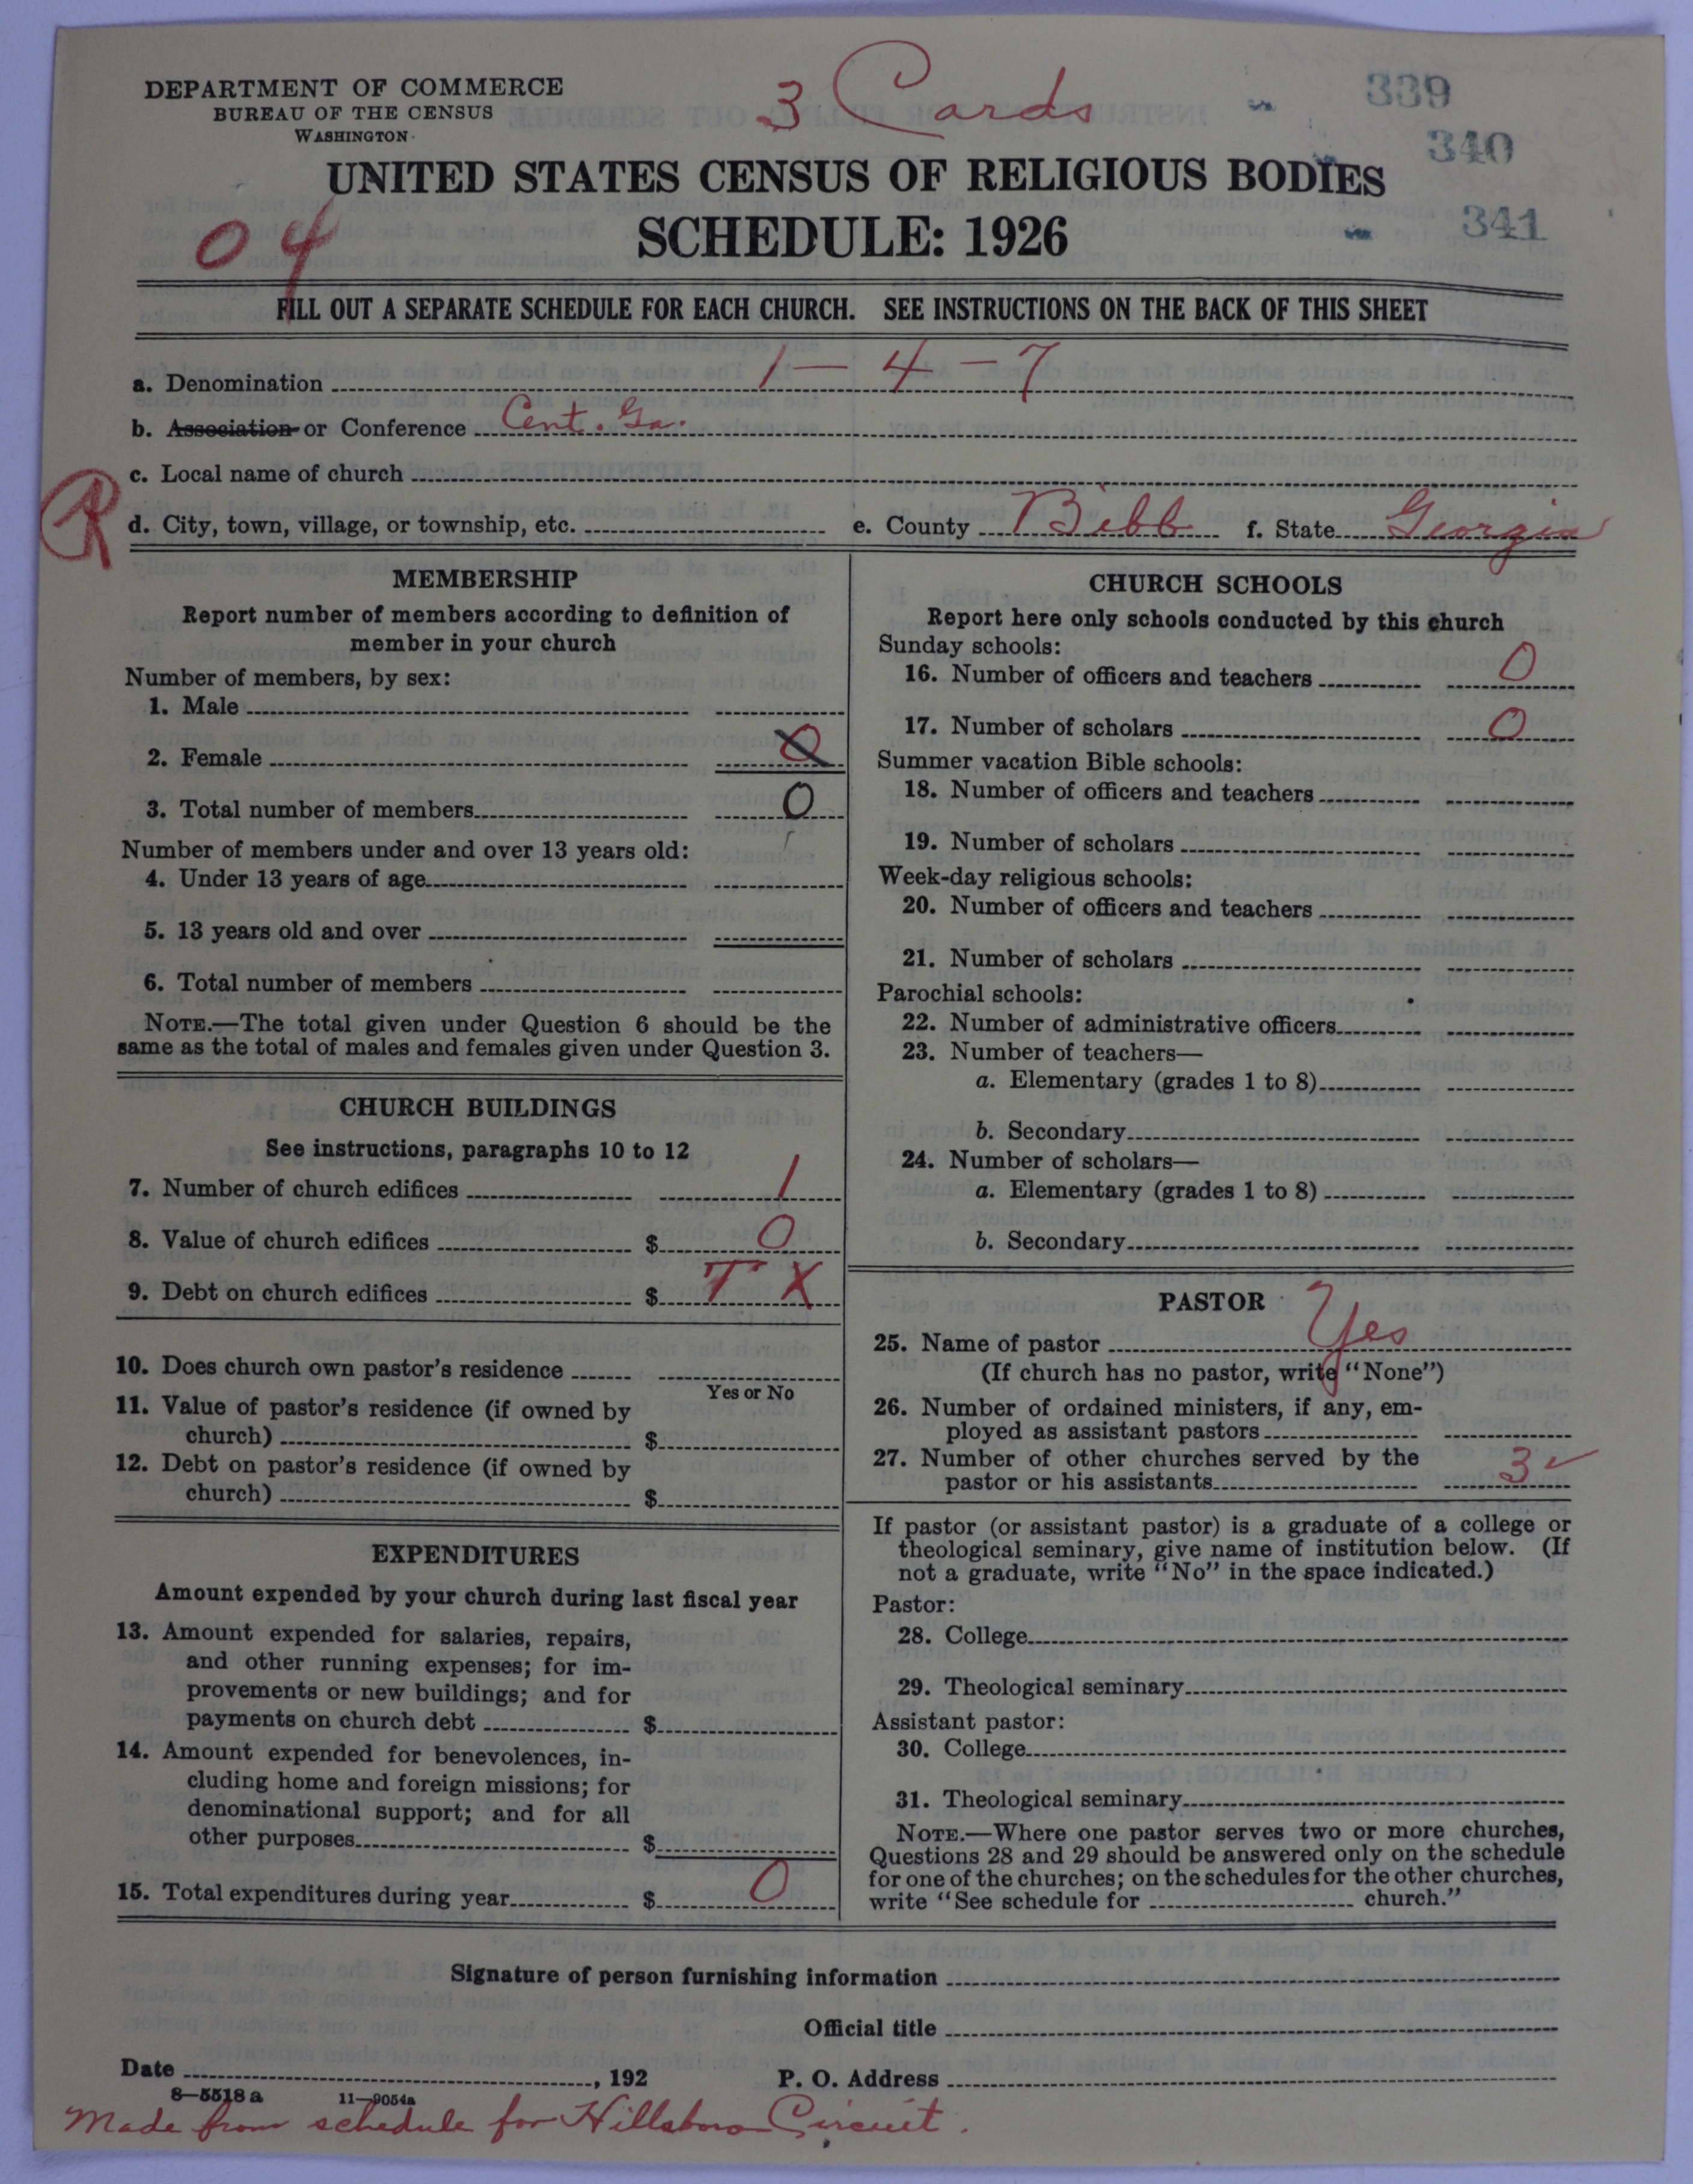 DEPARTMENT OF COMMERCE
BUREAU OF THE CENSUS
WASHINGTON
3 Cards
339
340
341
UNITED STATES CENSUS OF RELIGIOUS BODIES
SCHEDULE: 1926
04
FILL OUT A SEPARATE SCHEDULE FOR EACH CHURCH. SEE INSTRUCTIONS ON THE BACK OF THIS SHEET
a. Denomination 1-4-7
b. Association or Conference Cent. Ga.
c. Local name of church
R
d. City, town, village, or township, etc. e. County Bibb f. State Georgia
MEMBERSHIP
Report number of members according to definition of
member in your church
Number of members, by sex:
1. Male
2. Female 0
3. Total number of members 0
Number of members under and over 13 years old:
4. Under 13 years of age
5. 13 years old and over
6. Total number of members
NOTE.—The total given under Question 6 should be the
same as the total of males and females given under Question 3.
CHURCH BUILDINGS
See instructions, paragraphs 10 to 12
7. Number of church edifices 1
8. Value of church edifices $ 0
9. Debt on church edifices $ T X
10. Does church own pastor's residence
Yes or No
11. Value of pastor's residence (if owned by
church) $
12. Debt on pastor's residence (if owned by
church) $
EXPENDITURES
Amount expended by your church during last fiscal year
13. Amount expended for salaries, repairs,
and other running expenses; for im-
provements or new buildings; and for
payments on church debt $
14. Amount expended for benevolences, in-
cluding home and foreign missions; for
denominational support; and for all
other purposes $
15. Total expenditures during year $ 0
CHURCH SCHOOLS
Report here only schools conducted by this church
Sunday schools:
16. Number of officers and teachers 0
17. Number of scholars 0
Summer vacation Bible schools:
18. Number of officers and teachers
19. Number of scholars
Week-day religious schools:
20. Number of officers and teachers
21. Number of scholars
Parochial schools:
22. Number of administrative officers
23. Number of teachers—
a. Elementary (grades 1 to 8)
b. Secondary
24. Number of scholars—
a. Elementary (grades 1 to 8)
b. Secondary
PASTOR
25. Name of pastor Yes
(If church has no pastor, write "None")
26. Number of ordained ministers, if any, em-
ployed as assistant pastors
27. Number of other churches served by the
pastor or his assistants 3 ✓
If pastor (or assistant pastor) is a graduate of a college or
theological seminary, give name of institution below. (If
not a graduate, write "No" in the space indicated.)
Pastor:
28. College
29. Theological seminary
Assistant pastor:
30. College
31. Theological seminary
NOTE.—Where one pastor serves two or more churches,
Questions 28 and 29 should be answered only on the schedule
for one of the churches; on the schedules for the other churches,
write "See schedule for church."
Signature of person furnishing information
Official title
Date , 192 P. O. Address
8—5518 a 11—9054a
Made from schedule for Hillsboro Circuit.